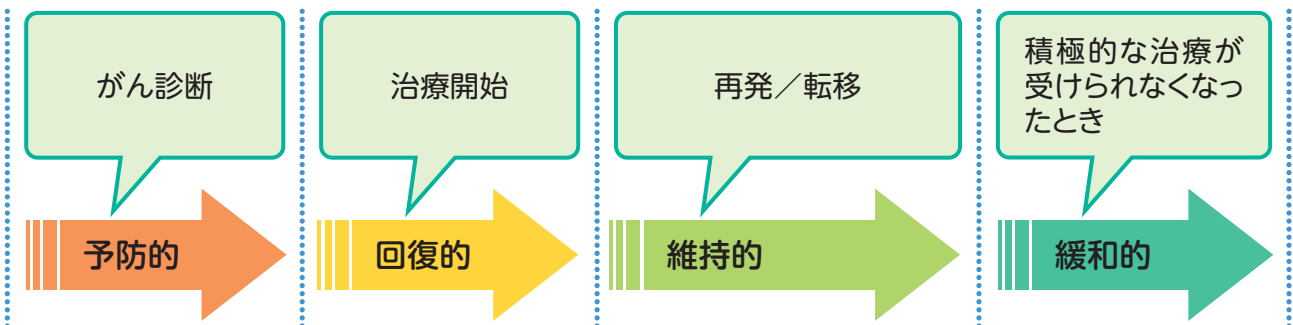 がん診断
治療開始
再発／転移
積極的な治療が
受けられなくなっ
たとき
予防的
回復的
維持的
緩和的